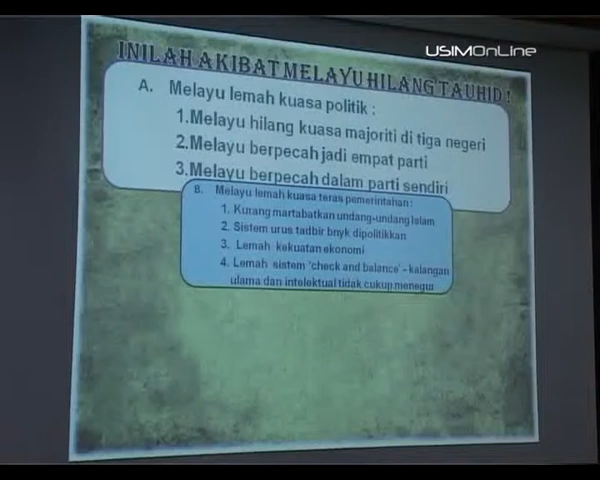 USIMOnLine
INILAH AKIBAT MELAYU HILANG TAUHID !
A. Melayu lemah kuasa politik :
1.Melayu hilang kuasa majoriti di tiga negeri
2.Melayu berpecah jadi empat parti
3.Melayu berpecah dalam parti sendiri
B. Melayu lemah kuasa teras pemerintahan :
1. Kurang martabatkan undang-undang Islam
2. Sistem urus tadbir bnyk dipolitikkan
3. Lemah kekuatan ekonomi
4. Lemah sistem 'check and balance' - kalangan
ulama dan intelektual tidak cukup menegur